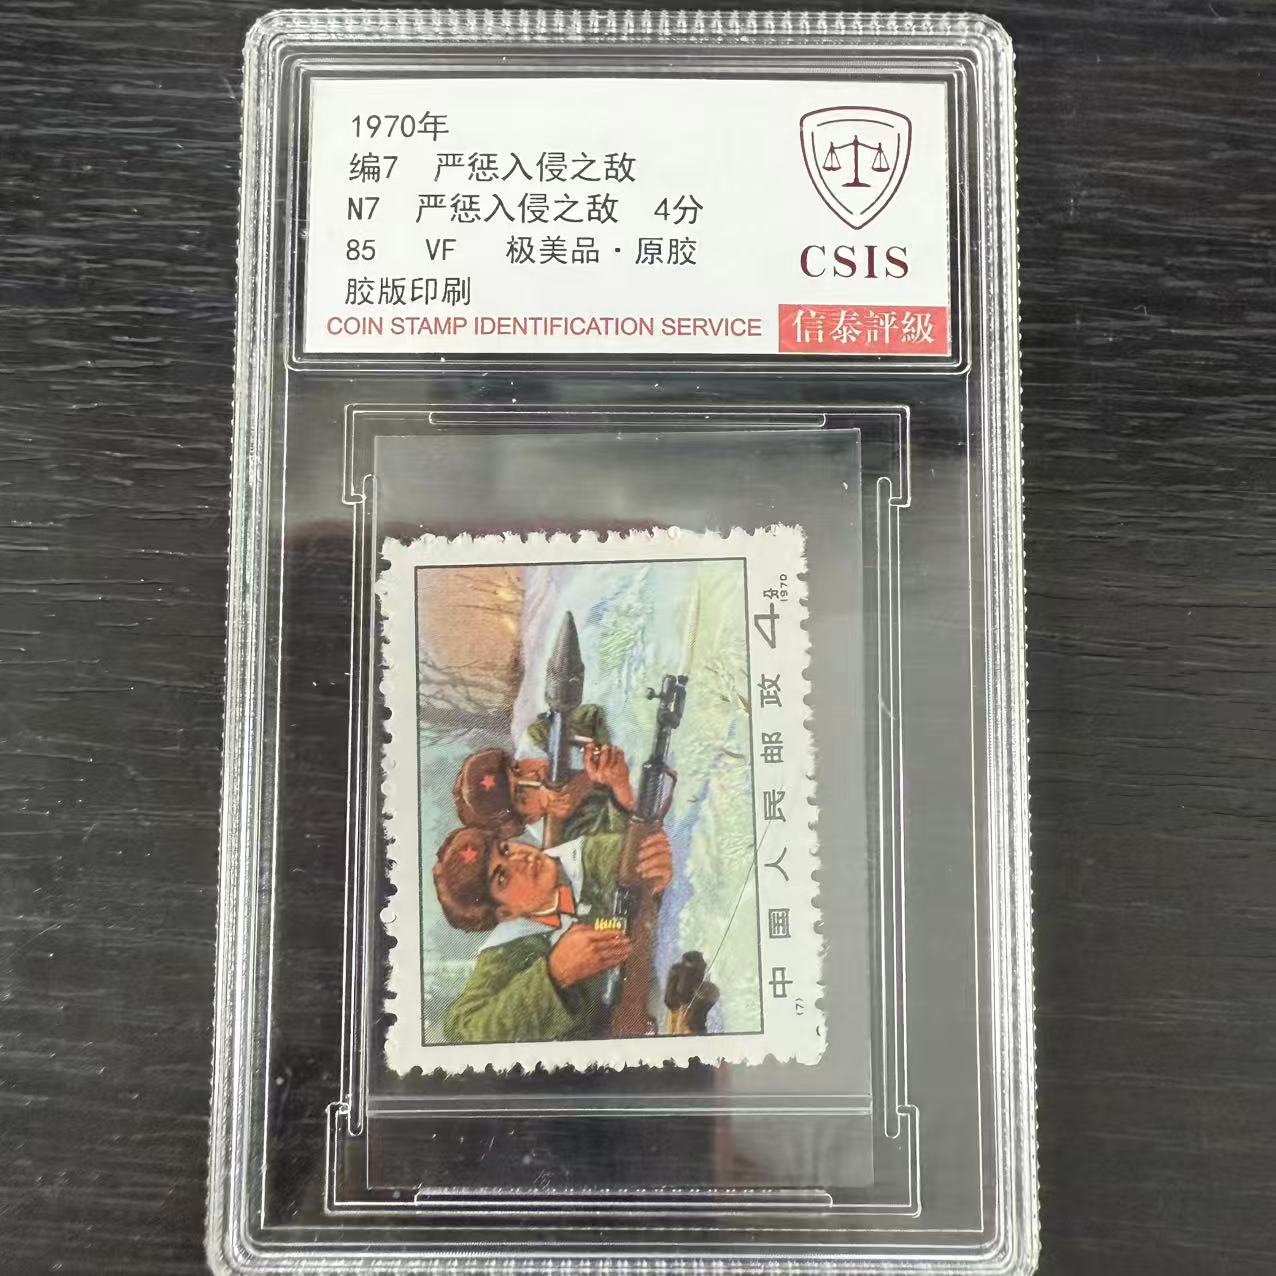 1970年
编7 严惩入侵之敌
N7 严惩入侵之敌 4分
85 VF 极美品·原胶
胶版印刷
COIN STAMP IDENTIFICATION SERVICE
CSIS
信泰評級
中国人民邮政 4分
1970
(7)